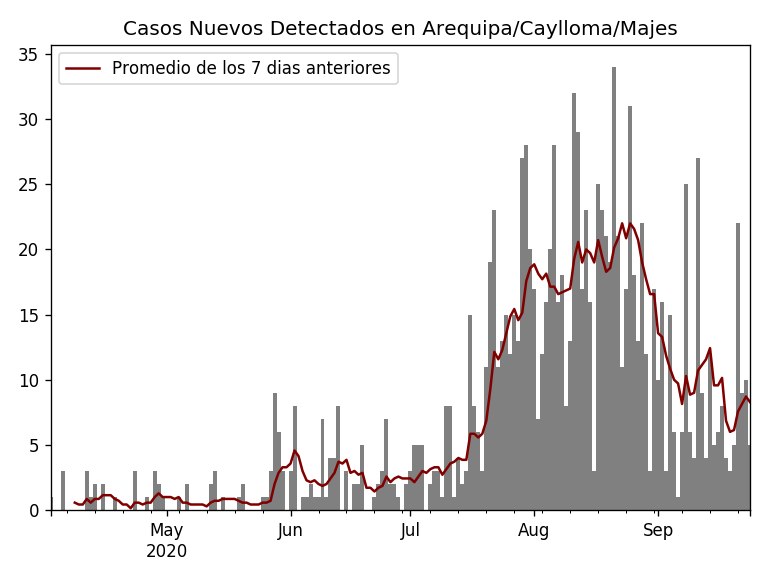 Casos Nuevos Detectados en Arequipa/Caylloma/Majes
Promedio de los 7 dias anteriores
35
30
25
20
15
10
5
0
May
2020
Jun
Jul
Aug
Sep